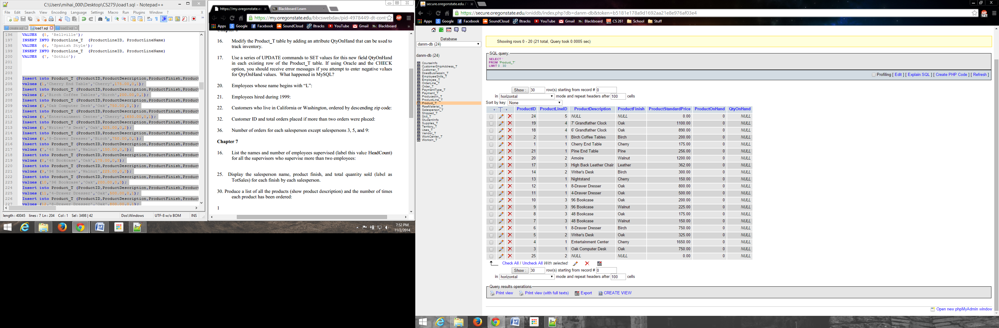 C:\Users\mihai_000\Desktop\CS275\load1.sql - Notepad++
File Edit Search View Encoding Language Settings Macro Run Plugins Window ? X
create.sql load1.sql load2.sql
196 VALUES (5, 'Rellville');
197 INSERT INTO ProductLine_T (ProductLineID, ProductLineName)
198 VALUES (6, 'Spanish Style');
199 INSERT INTO ProductLine_T (ProductLineID, ProductLineName)
200 VALUES (7, 'Gothic');
201
202
203
204 Insert into Product_T (ProductID,ProductDescription,ProductFinish,Product
205 values (1,'Cherry End Table','Cherry',175.00,0,1);
206 Insert into Product_T (ProductID,ProductDescription,ProductFinish,Product
207 values (2,'Birch Coffee Tables','Birch',200.00,0,1);
208 Insert into Product_T (ProductID,ProductDescription,ProductFinish,Product
209 values (3,'Oak Computer Desk','Oak',750.00,0,1);
210 Insert into Product_T (ProductID,ProductDescription,ProductFinish,Product
211 values (4,'Entertainment Center','Cherry',1650.00,0,1);
212 Insert into Product_T (ProductID,ProductDescription,ProductFinish,Product
213 values (5,'Writer''s Desk','Oak',325.00,0,2);
214 Insert into Product_T (ProductID,ProductDescription,ProductFinish,Product
215 values (6,'8-Drawer Dresser','Birch',750.00,0,1);
216 Insert into Product_T (ProductID,ProductDescription,ProductFinish,Product
217 values (7,'48 Bookcase','Walnut',150.00,0,3);
218 Insert into Product_T (ProductID,ProductDescription,ProductFinish,Product
219 values (8,'48 Bookcase','Oak',175.00,0,3);
220 Insert into Product_T (ProductID,ProductDescription,ProductFinish,Product
221 values (9,'96 Bookcase','Walnut',225.00,0,3);
222 Insert into Product_T (ProductID,ProductDescription,ProductFinish,Product
223 values (10,'96 Bookcase','Oak',200.00,0,3);
224 Insert into Product_T (ProductID,ProductDescription,ProductFinish,Product
225 values (11,'4-Drawer Dresser','Oak',500.00,0,1);
226 Insert into Product_T (ProductID,ProductDescription,ProductFinish,Product
227 values (12,'8-Drawer Dresser','Oak',800.00,0,1);
length : 40045 lines : 7 Ln : 204 Col : 1 Sel : 3498 | 42 Dos\Windows UTF-8 w/o BOM INS
https://my.oregonstate.ec Blackboard Learn
https://my.oregonstate.edu/bbcswebdav/pid-4978449-dt-cont ABP
Apps Google Facebook SoundCloud 8tracks YouTube Gmail Blackboard »
16. Modify the Product_T table by adding an attribute QtyOnHand that can be used to
track inventory.
17. Use a series of UPDATE commands to SET values for this new field QtyOnHand
in each existing row of the Product_T table. If using Oracle and the CHECK
option, you should receive error messages if you attempt to enter negative values
for QtyOnHand values. What happened in MySQL?
20. Employees whose name begins with “L”:
21. Employees hired during 1999:
22. Customers who live in California or Washington, ordered by descending zip code:
32. Customer ID and total orders placed if more than two orders were placed:
36. Number of orders for each salesperson except salespersons 3, 5, and 9:
Chapter 7
16. List the names and number of employees supervised (label this value HeadCount)
for all the supervisors who supervise more than two employees:
25. Display the salesperson name, product finish, and total quantity sold (label as
TotSales) for each finish by each salesperson.
30. Produce a list of all the products (show product description) and the number of times
each product has been ordered:
1
7:52 PM
11/2/2014
secure.oregonstate.edu /
https://secure.oregonstate.edu/oniddb/index.php?db=danm-db&token=b5181e178a9d1692aa21e8e976af03e4 ABP 147
Apps Google Facebook SoundCloud 8tracks YouTube Gmail Blackboard CS 261 School Stuff
Database
danm-db (24)
danm-db (24)
CourseInfo
CustomerShipAddress_T
Customer_T
DoesBusinessIn_T
EmployeeSkills_T
Employee_T
OrderLine_T
Order_T
PaymentType_T
Payment_T
ProducedIn_T
ProductLine_T
Product_T
RawMaterial_T
Salesperson_T
Shipped_T
Skill_T
StudentInfo
Supplies_T
Territory_T
Uses_T
Vendor_T
WorkCenter_T
WorksIn_T
Showing rows 0 - 20 (21 total, Query took 0.0005 sec)
SQL query:
SELECT *
FROM `Product_T`
LIMIT 0 , 30
Profiling [ Edit ] [ Explain SQL ] [ Create PHP Code ] [ Refresh ]
Show : 30 row(s) starting from record # 0
in horizontal mode and repeat headers after 100 cells
Sort by key: None
←T→ ProductID ProductLineID ProductDescription ProductFinish ProductStandardPrice ProductOnHand QtyOnHand
24 5 NULL NULL 0.00 0 NULL
19 4 7' Grandfather Clock Oak 1100.00 0 NULL
18 4 6' Grandfather Clock Oak 890.00 0 NULL
2 1 Birch Coffee Tables Birch 200.00 0 NULL
1 1 Cherry End Table Cherry 175.00 0 NULL
21 1 Pine End Table Pine 256.00 0 NULL
20 2 Amoire Walnut 1200.00 0 NULL
17 3 High Back Leather Chair Leather 362.00 0 NULL
14 2 Writer's Desk Birch 300.00 0 NULL
13 1 Nightstand Cherry 150.00 0 NULL
12 1 8-Drawer Dresser Oak 800.00 0 NULL
11 1 4-Drawer Dresser Oak 500.00 0 NULL
10 3 96 Bookcase Oak 200.00 0 NULL
9 3 96 Bookcase Walnut 225.00 0 NULL
8 3 48 Bookcase Oak 175.00 0 NULL
7 3 48 Bookcase Walnut 150.00 0 NULL
6 1 8-Drawer Dresser Birch 750.00 0 NULL
5 2 Writer's Desk Oak 325.00 0 NULL
4 1 Entertainment Center Cherry 1650.00 0 NULL
3 1 Oak Computer Desk Oak 750.00 0 NULL
25 2 NULL NULL 0.00 0 NULL
Check All / Uncheck All With selected:
Show : 30 row(s) starting from record # 0
in horizontal mode and repeat headers after 100 cells
Query results operations
Print view Print view (with full texts) Export CREATE VIEW
Open new phpMyAdmin window